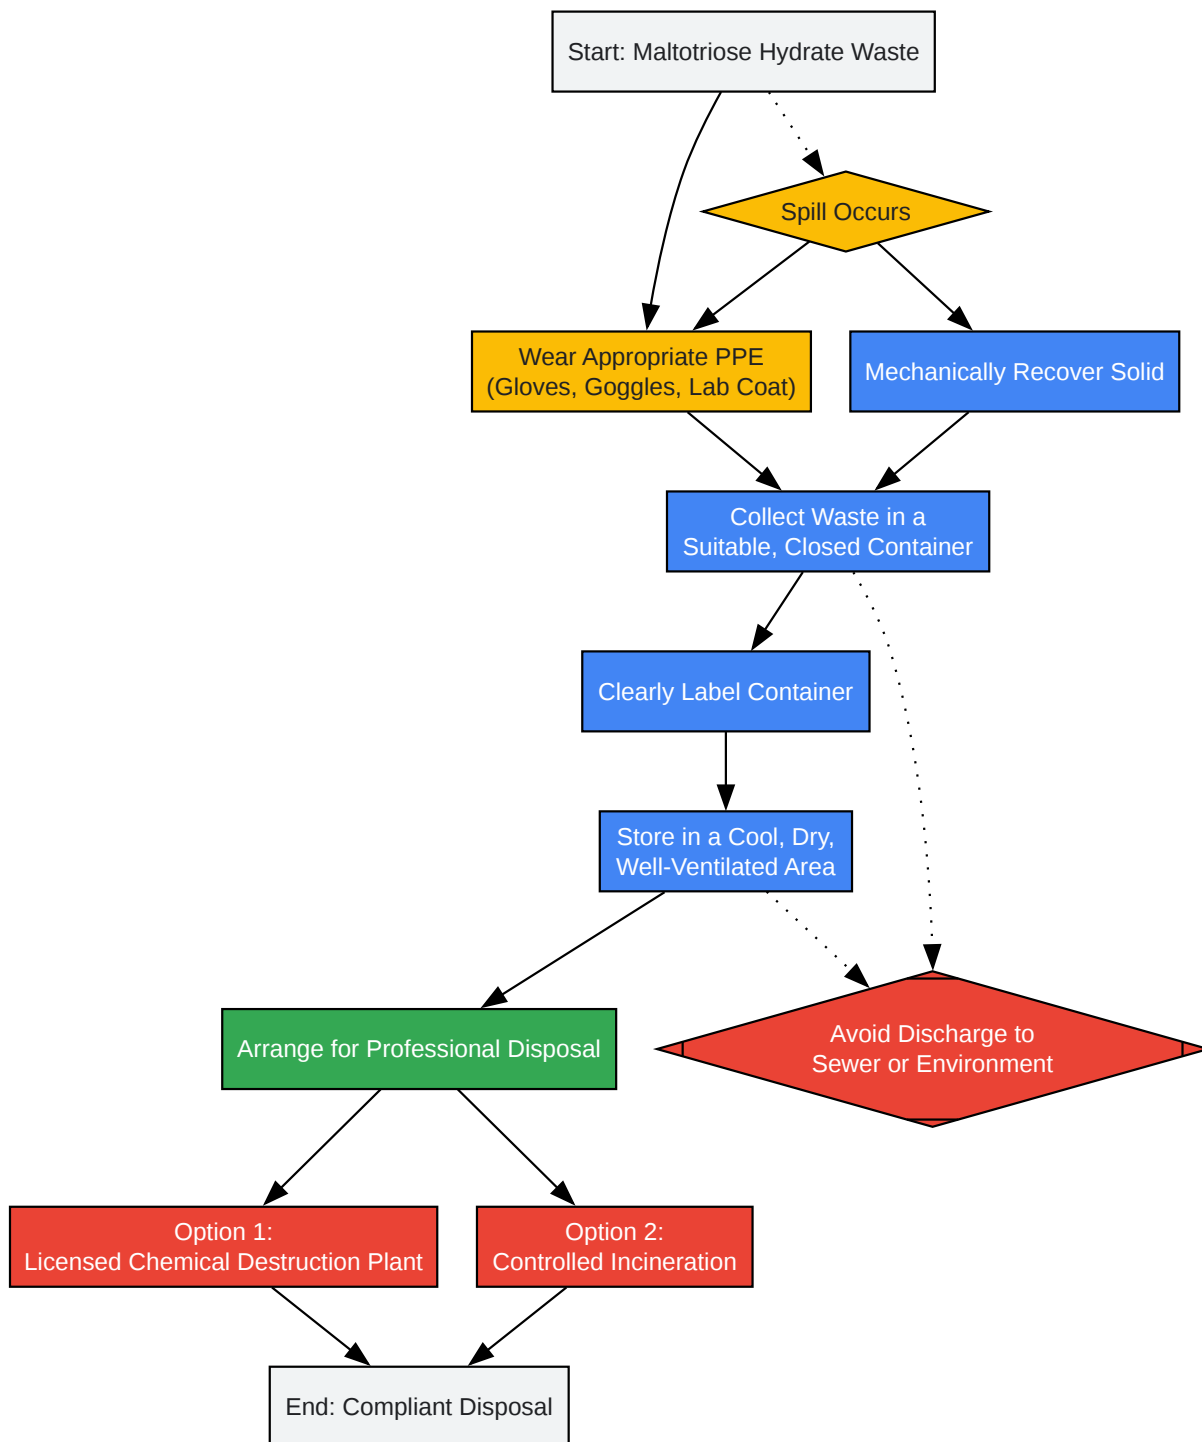 Start: Maltotriose Hydrate Waste
Spill Occurs
Wear Appropriate PPE
(Gloves, Goggles, Lab Coat)
Mechanically Recover Solid
Collect Waste in a
Suitable, Closed Container
Clearly Label Container
Store in a Cool, Dry,
Well-Ventilated Area
Arrange for Professional Disposal
Avoid Discharge to
Sewer or Environment
Option 1:
Licensed Chemical Destruction Plant
Option 2:
Controlled Incineration
End: Compliant Disposal